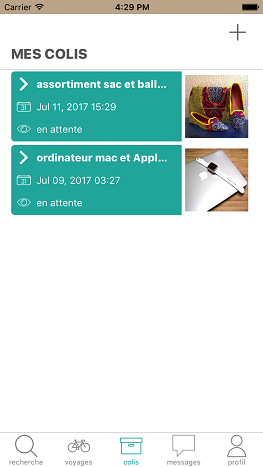 Carrier 4:29 PM
+
MES COLIS
assortiment sac et ball...
31 Jul 11, 2017 15:29
en attente
ordinateur mac et Appl...
31 Jul 09, 2017 03:27
en attente
recherche voyages colis messages profil